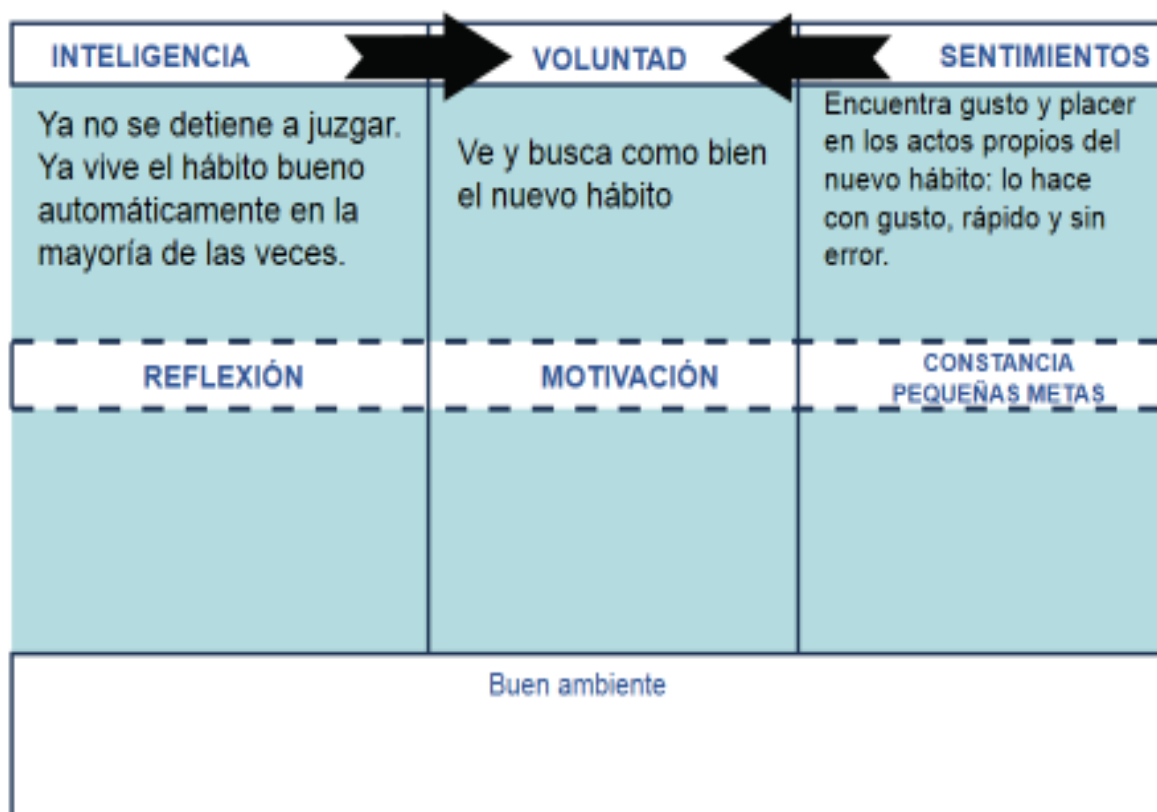 INTELIGENCIA
VOLUNTAD
SENTIMIENTOS
Ya no se detiene a juzgar.
Ya vive el hábito bueno
automáticamente en la
mayoría de las veces.
Ve y busca como bien
el nuevo hábito
Encuentra gusto y placer
en los actos propios del
nuevo hábito: lo hace
con gusto, rápido y sin
error.
REFLEXIÓN
MOTIVACIÓN
CONSTANCIA
PEQUEÑAS METAS
Buen ambiente